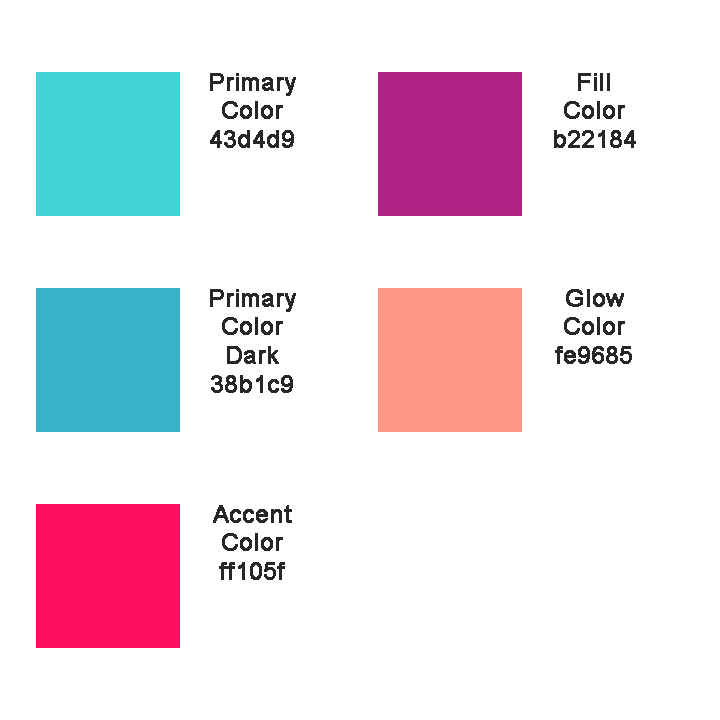 Primary
Color
43d4d9
Fill
Color
b22184
Primary
Color
Dark
38b1c9
Glow
Color
fe9685
Accent
Color
ff105f